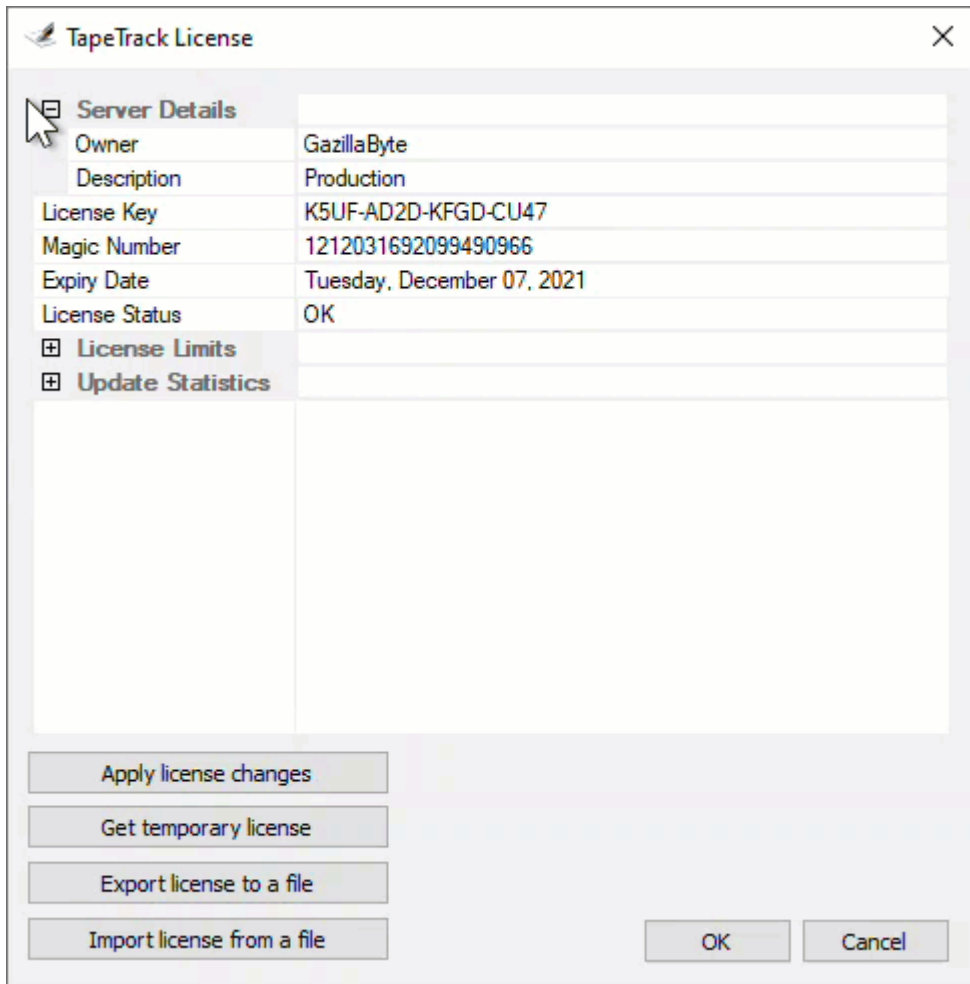 TapeTrack License
Server Details
Owner GazillaByte
Description Production
License Key K5UF-AD2D-KFGD-CU47
Magic Number 1212031692099490966
Expiry Date Tuesday, December 07, 2021
License Status OK
License Limits
Update Statistics
Apply license changes
Get temporary license
Export license to a file
Import license from a file
OK Cancel